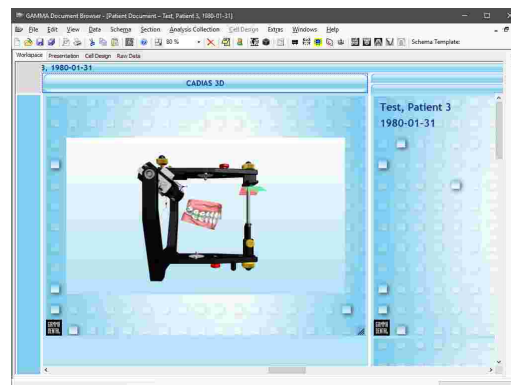 GAMMA Document Browser - [Patient Document – Test, Patient 3, 1980-01-31]
File Edit View Data Schema Section Analysis Collection Cell Design Extras Windows Help
80 % Schema Template:
Workspace Presentation Cell Design Raw Data
3, 1980-01-31
CADIAS 3D
Test, Patient 3
1980-01-31
GAMMA
DENTAL
GAMMA
DENTAL